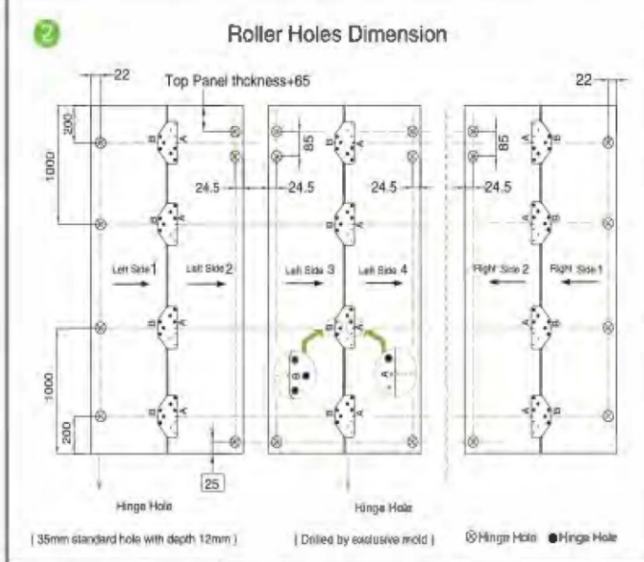 2
Roller Holes Dimension
22
Top Panel thckness+65
22
200
1000
B A
B A
A B
85
85
24.5
24.5
24.5
24.5
B A
B A
A B
Left Side 1
Left Side 2
Left Side 3
Left Side 4
Right Side 2
Right Side 1
B A
B A
A B
B
A
1000
200
B A
B A
A B
25
Hinge Hole
Hinge Hole
[ 35mm standard hole with depth 12mm ]
[ Drilled by exclusive mold ]
Hinge Hole
Hinge Hole